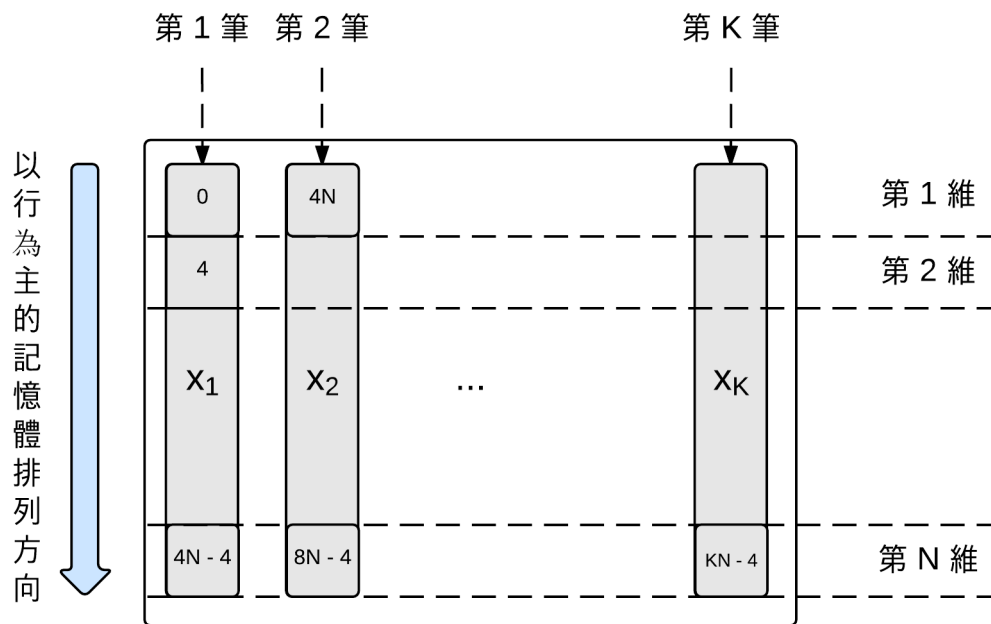 第 1 筆 第 2 筆 第 K 筆
以行為主的記憶體排列方向
0 4N 第 1 維
4 第 2 維
x1 x2 ... xK
4N - 4 8N - 4 KN - 4 第 N 維